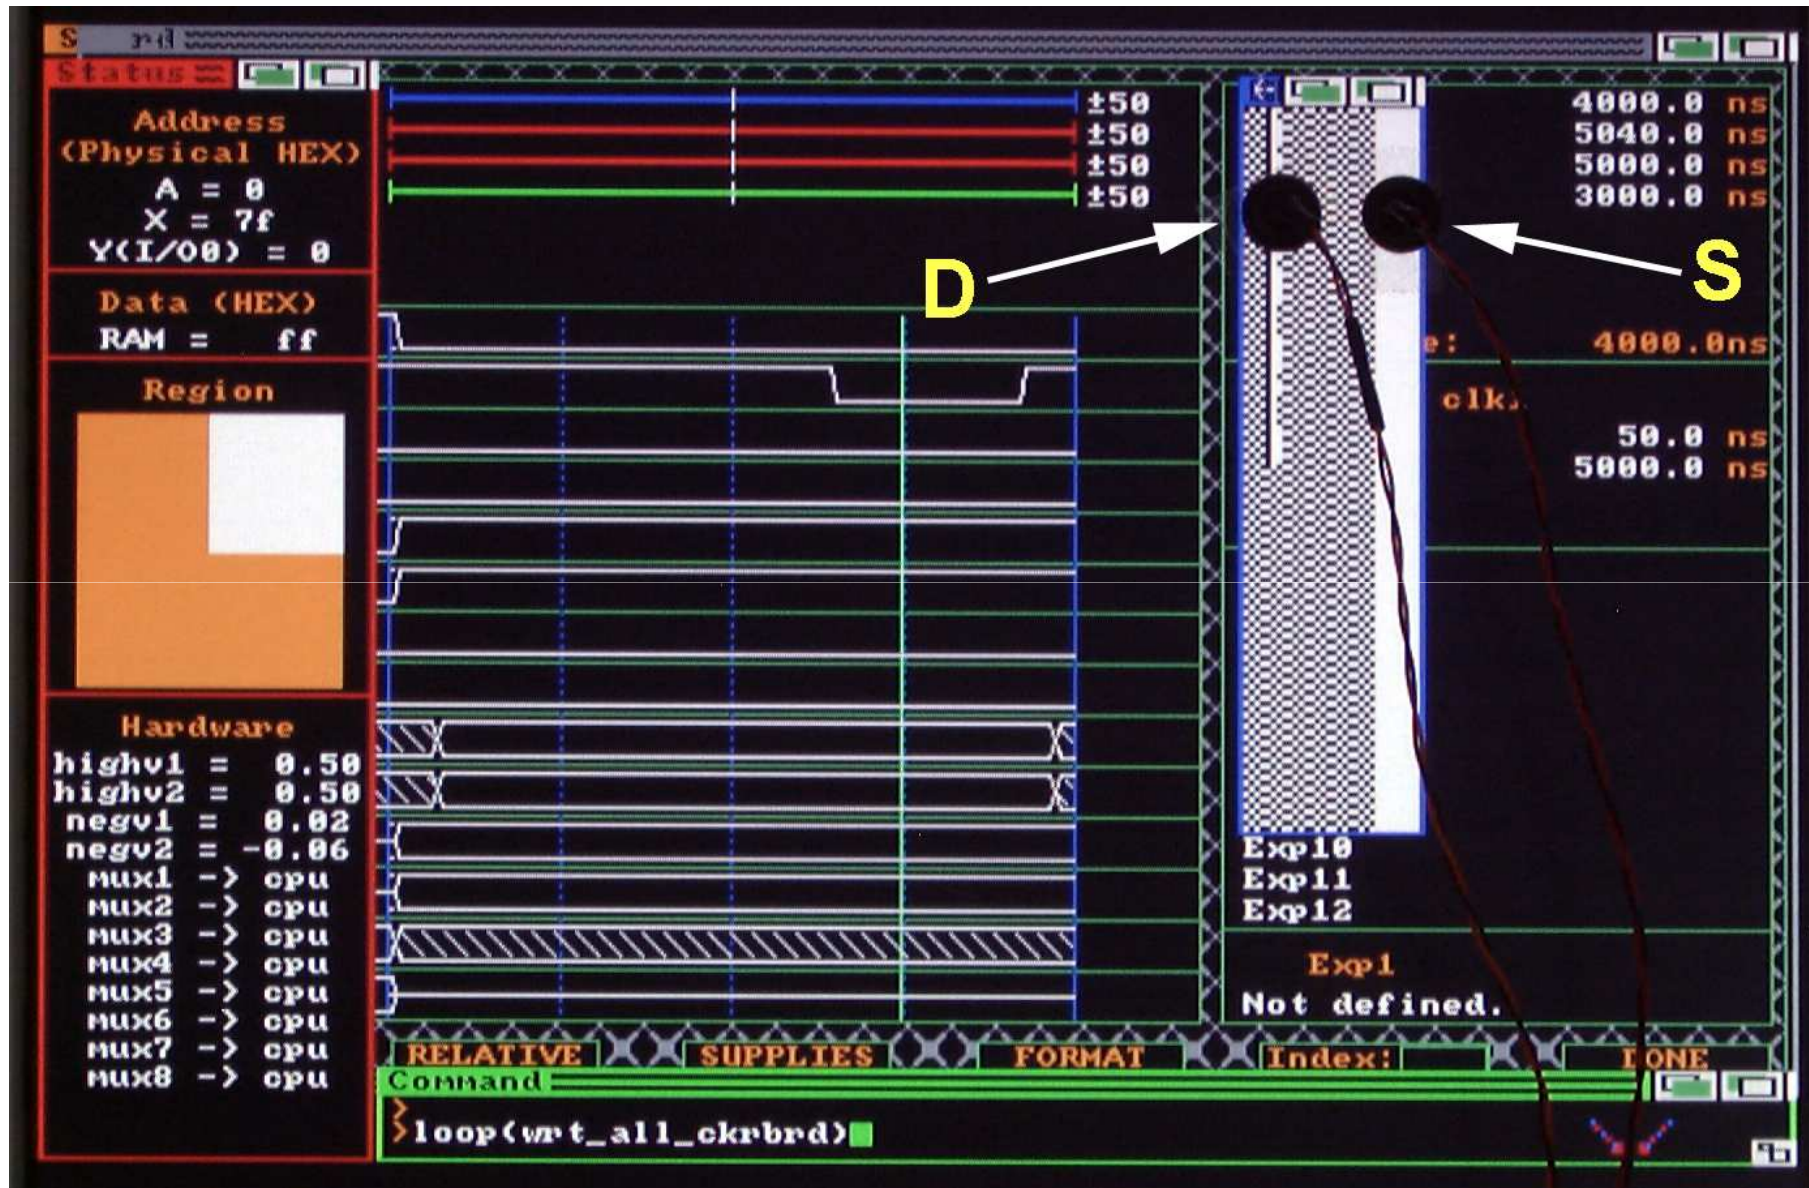 Status
Address
(Physical HEX)
A = 0
X = 7f
Y(I/O0) = 0
Data (HEX)
RAM = ff
Region
Hardware
highv1 = 0.50
highv2 = 0.50
negv1 = 0.02
negv2 = -0.06
mux1 -> cpu
mux2 -> cpu
mux3 -> cpu
mux4 -> cpu
mux5 -> cpu
mux6 -> cpu
mux7 -> cpu
mux8 -> cpu
±50
±50
±50
±50
D
S
4000.0 ns
5040.0 ns
5000.0 ns
3000.0 ns
e: 4000.0ns
clk
50.0 ns
5000.0 ns
Exp10
Exp11
Exp12
Exp1
Not defined.
RELATIVE SUPPLIES FORMAT Index: DONE
Command
>
>loop(wrt_all_ckrbrd)